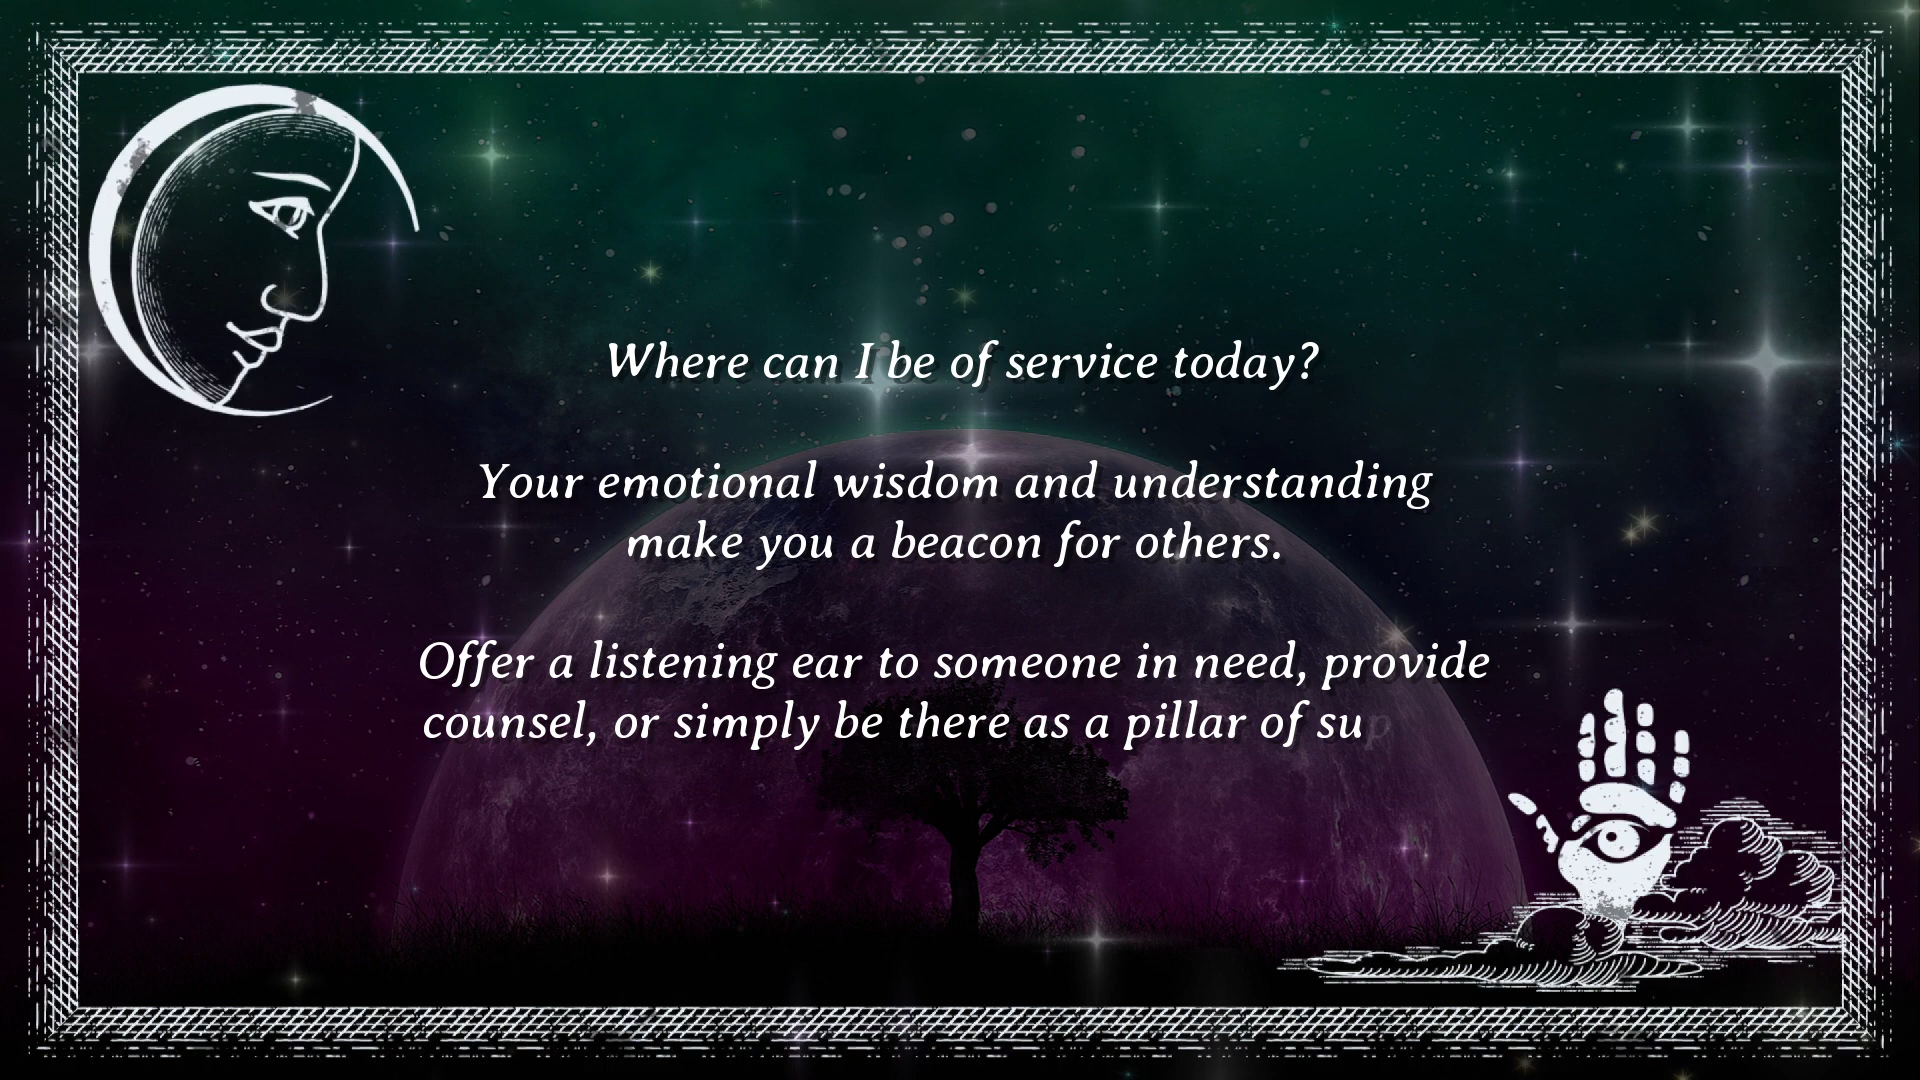 Where can I be of service today?
Your emotional wisdom and understanding
make you a beacon for others.
Offer a listening ear to someone in need, provide
counsel, or simply be there as a pillar of sup